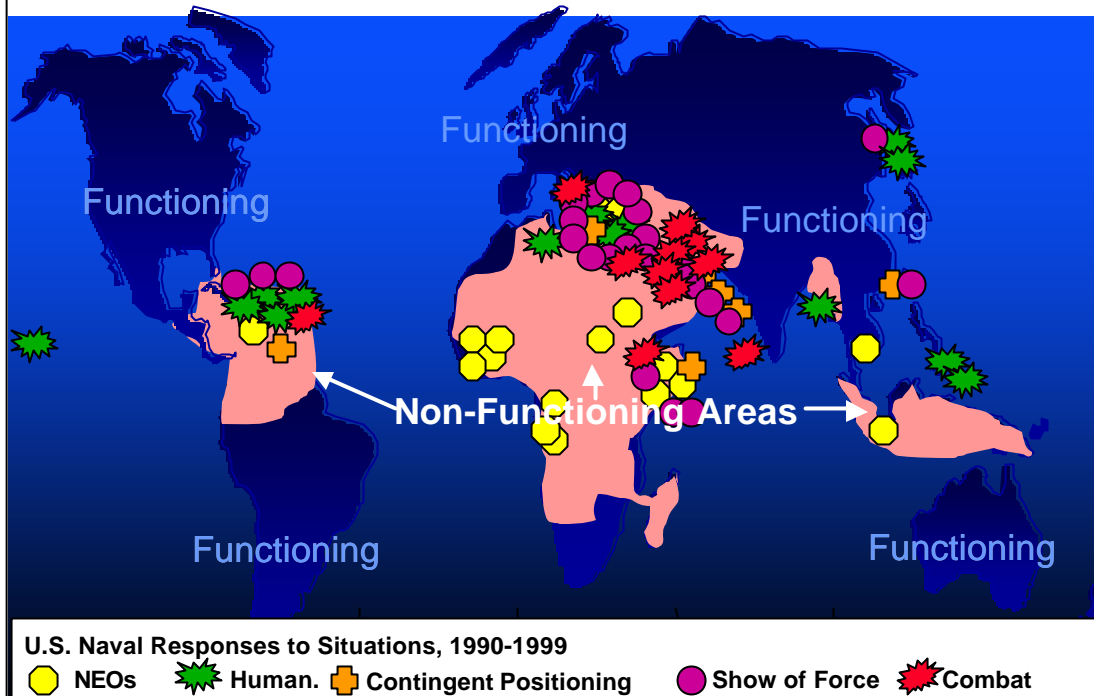 Functioning
Functioning
Functioning
Non-Functioning Areas
Functioning
Functioning
U.S. Naval Responses to Situations, 1990-1999
NEOs Human. Contingent Positioning Show of Force Combat